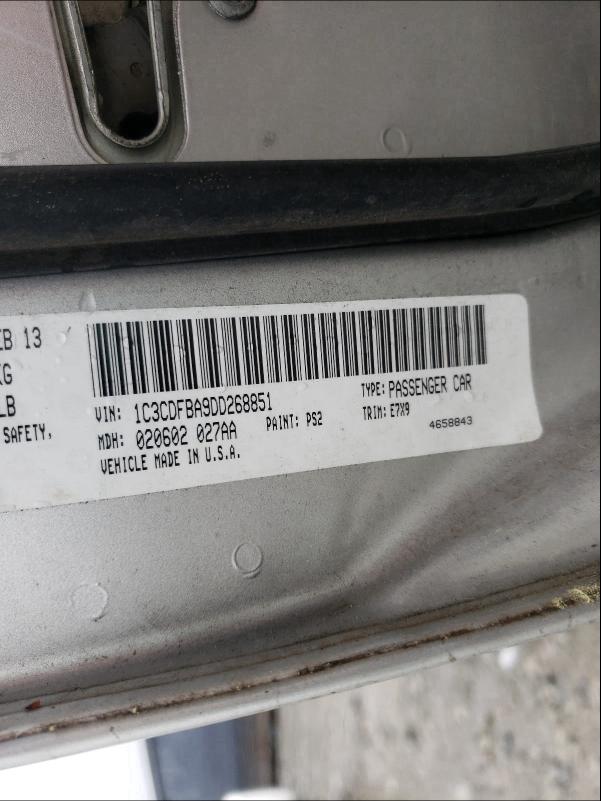 EB 13
KG
LB
SAFETY,
VIN: 1C3CDFBA9DD268851 TYPE: PASSENGER CAR
MDH: 020602 027AA PAINT: PS2 TRIM: E7X9
VEHICLE MADE IN U.S.A. 4658843